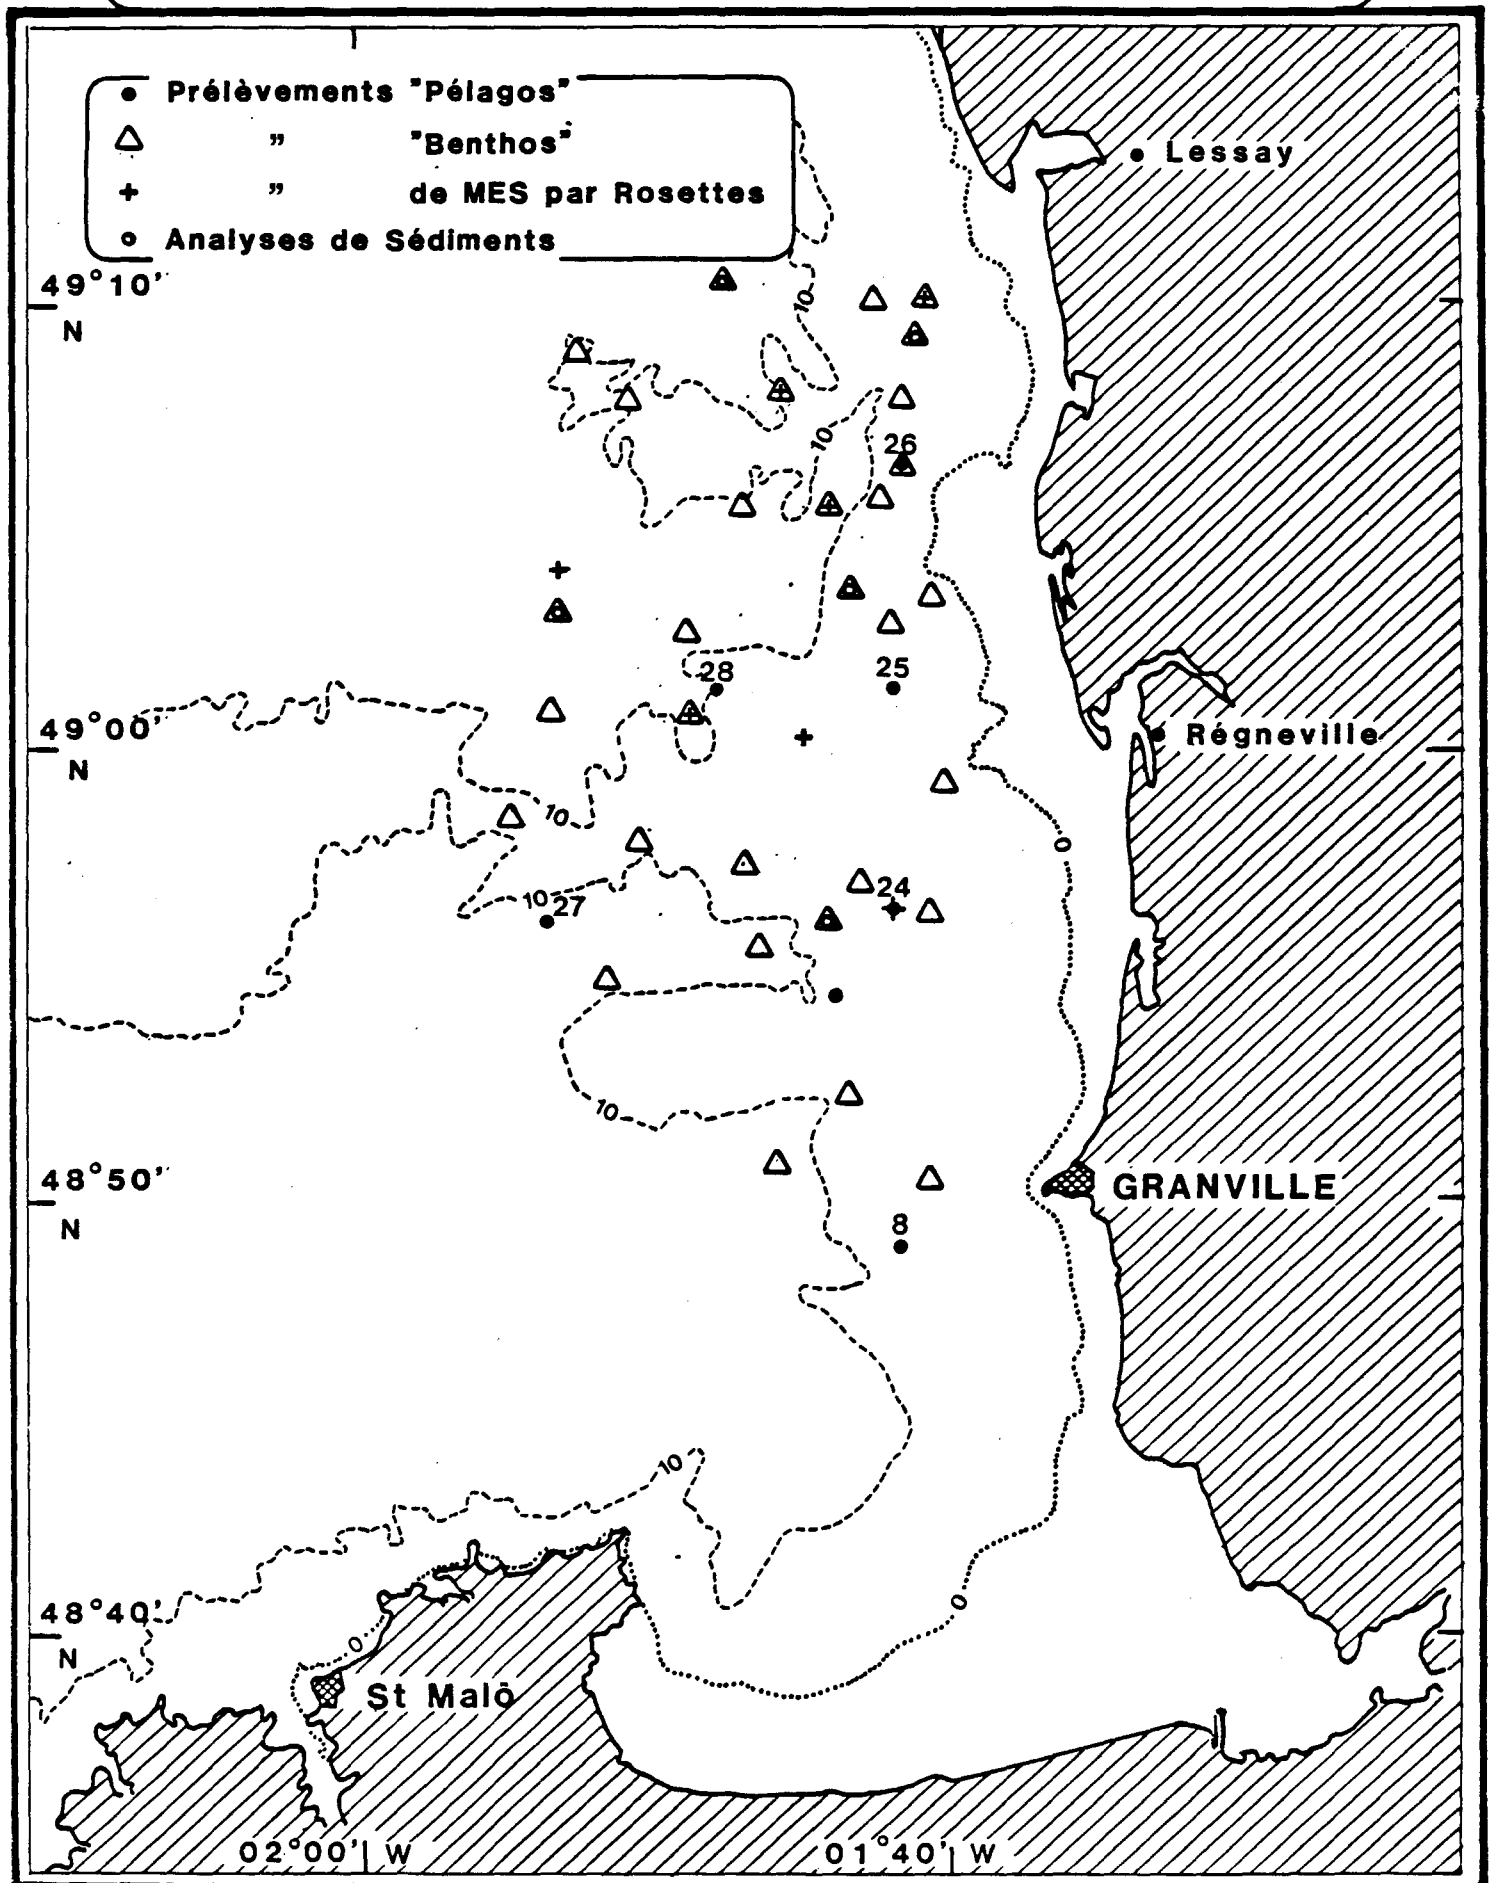 ● Prélèvements "Pélagos"
△ " "Benthos"
+ " de MES par Rosettes
o Analyses de Sédiments
Lessay
49°10'
N
10
10
26
28
25
49°00'
N
Régneville
10
0
24
10
27
10
48°50'
N
GRANVILLE
8
10
48°40'
N
0
0
St Malô
02°00' W
01°40' W